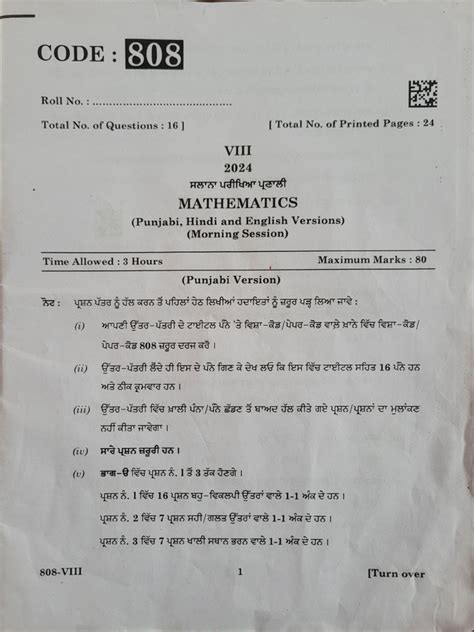 CODE : 808
Roll No. : ........................................
Total No. of Questions : 16 ] [ Total No. of Printed Pages : 24
VIII
2024
ਸਲਾਨਾ ਪਰੀਖਿਆ ਪ੍ਰਣਾਲੀ
MATHEMATICS
(Punjabi, Hindi and English Versions)
(Morning Session)
Time Allowed : 3 Hours Maximum Marks : 80
(Punjabi Version)
ਨੋਟ : ਪ੍ਰਸ਼ਨ ਪੱਤਰ ਨੂੰ ਹੱਲ ਕਰਨ ਤੋਂ ਪਹਿਲਾਂ ਹੇਠ ਲਿਖੀਆਂ ਹਦਾਇਤਾਂ ਨੂੰ ਜ਼ਰੂਰ ਪੜ੍ਹ ਲਿਆ ਜਾਵੇ :
(i) ਆਪਣੀ ਉੱਤਰ-ਪੱਤਰੀ ਦੇ ਟਾਈਟਲ ਪੰਨੇ 'ਤੇ ਵਿਸ਼ਾ-ਕੋਡ/ਪੇਪਰ-ਕੋਡ ਵਾਲੇ ਖ਼ਾਨੇ ਵਿੱਚ ਵਿਸ਼ਾ-ਕੋਡ/
ਪੇਪਰ-ਕੋਡ 808 ਜ਼ਰੂਰ ਦਰਜ ਕਰੋ ।
(ii) ਉੱਤਰ-ਪੱਤਰੀ ਲੈਂਦੇ ਹੀ ਇਸ ਦੇ ਪੰਨੇ ਗਿਣ ਕੇ ਦੇਖ ਲਓ ਕਿ ਇਸ ਵਿੱਚ ਟਾਈਟਲ ਸਹਿਤ 16 ਪੰਨੇ ਹਨ
ਅਤੇ ਠੀਕ ਕ੍ਰਮਵਾਰ ਹਨ ।
(iii) ਉੱਤਰ-ਪੱਤਰੀ ਵਿੱਚ ਖ਼ਾਲੀ ਪੰਨਾ/ਪੰਨੇ ਛੱਡਣ ਤੋਂ ਬਾਅਦ ਹੱਲ ਕੀਤੇ ਗਏ ਪ੍ਰਸ਼ਨ/ਪ੍ਰਸ਼ਨਾਂ ਦਾ ਮੁਲਾਂਕਣ
ਨਹੀਂ ਕੀਤਾ ਜਾਵੇਗਾ ।
(iv) ਸਾਰੇ ਪ੍ਰਸ਼ਨ ਜ਼ਰੂਰੀ ਹਨ ।
(v) ਭਾਗ-ੳ ਵਿੱਚ ਪ੍ਰਸ਼ਨ ਨੰ. 1 ਤੋਂ 3 ਤੱਕ ਹੋਣਗੇ ।
ਪ੍ਰਸ਼ਨ ਨੰ. 1 ਵਿੱਚ 16 ਪ੍ਰਸ਼ਨ ਬਹੁ-ਵਿਕਲਪੀ ਉੱਤਰਾਂ ਵਾਲੇ 1-1 ਅੰਕ ਦੇ ਹਨ ।
ਪ੍ਰਸ਼ਨ ਨੰ. 2 ਵਿੱਚ 7 ਪ੍ਰਸ਼ਨ ਸਹੀ/ਗਲਤ ਉੱਤਰਾਂ ਵਾਲੇ 1-1 ਅੰਕ ਦੇ ਹਨ ।
ਪ੍ਰਸ਼ਨ ਨੰ. 3 ਵਿੱਚ 7 ਪ੍ਰਸ਼ਨ ਖਾਲੀ ਸਥਾਨ ਭਰਨ ਵਾਲੇ 1-1 ਅੰਕ ਦੇ ਹਨ ।
808-VIII 1 [Turn over